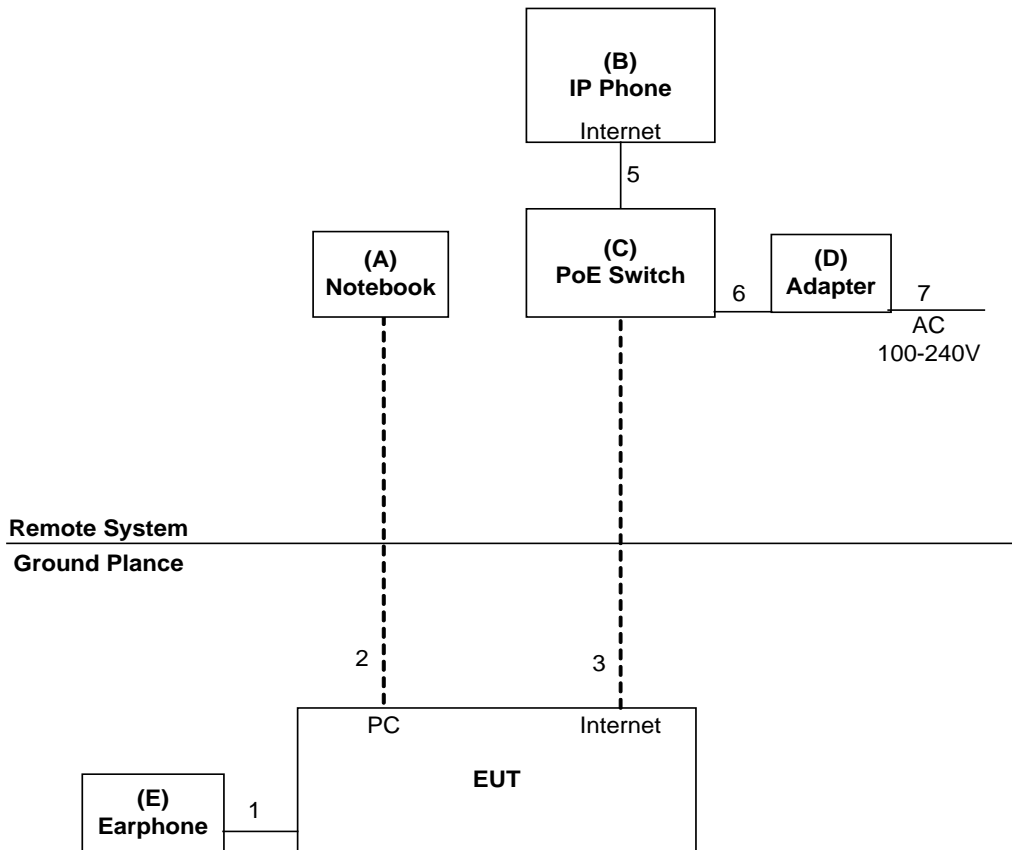 (B)
IP Phone
Internet
5
(A)
Notebook
(C)
PoE Switch
6
(D)
Adapter
7
AC
100-240V
Remote System
Ground Plance
2
3
PC
Internet
EUT
(E)
Earphone
1